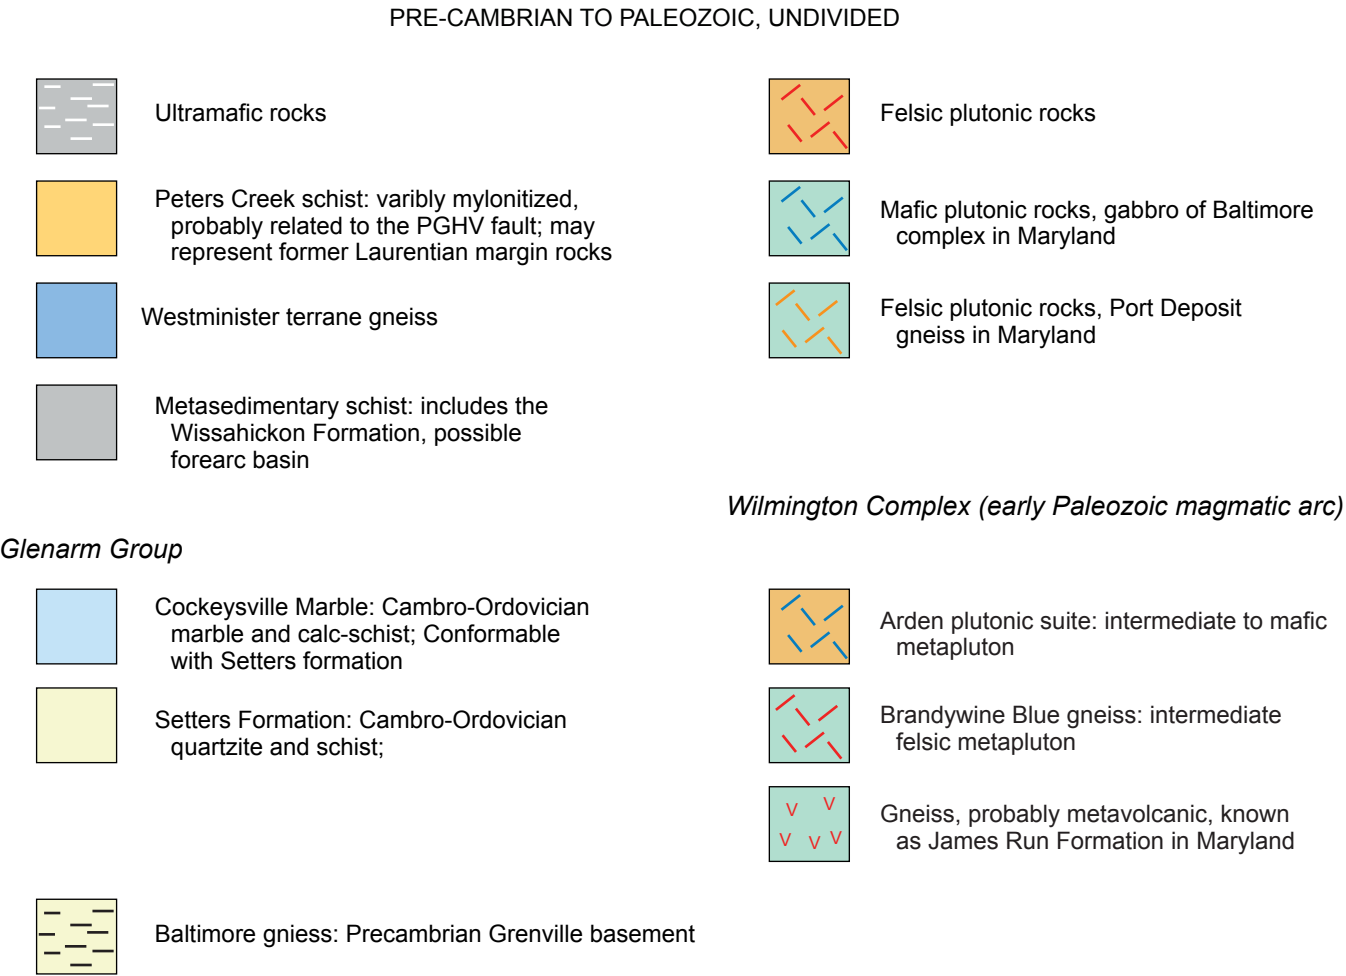 PRE-CAMBRIAN TO PALEOZOIC, UNDIVIDED
Ultramafic rocks
Peters Creek schist: varibly mylonitized,
probably related to the PGHV fault; may
represent former Laurentian margin rocks
Westminister terrane gneiss
Metasedimentary schist: includes the
Wissahickon Formation, possible
forearc basin
Glenarm Group
Cockeysville Marble: Cambro-Ordovician
marble and calc-schist; Conformable
with Setters formation
Setters Formation: Cambro-Ordovician
quartzite and schist;
Baltimore gniess: Precambrian Grenville basement
Felsic plutonic rocks
Mafic plutonic rocks, gabbro of Baltimore
complex in Maryland
Felsic plutonic rocks, Port Deposit
gneiss in Maryland
Wilmington Complex (early Paleozoic magmatic arc)
Arden plutonic suite: intermediate to mafic
metapluton
Brandywine Blue gneiss: intermediate
felsic metapluton
V V
V V V
Gneiss, probably metavolcanic, known
as James Run Formation in Maryland